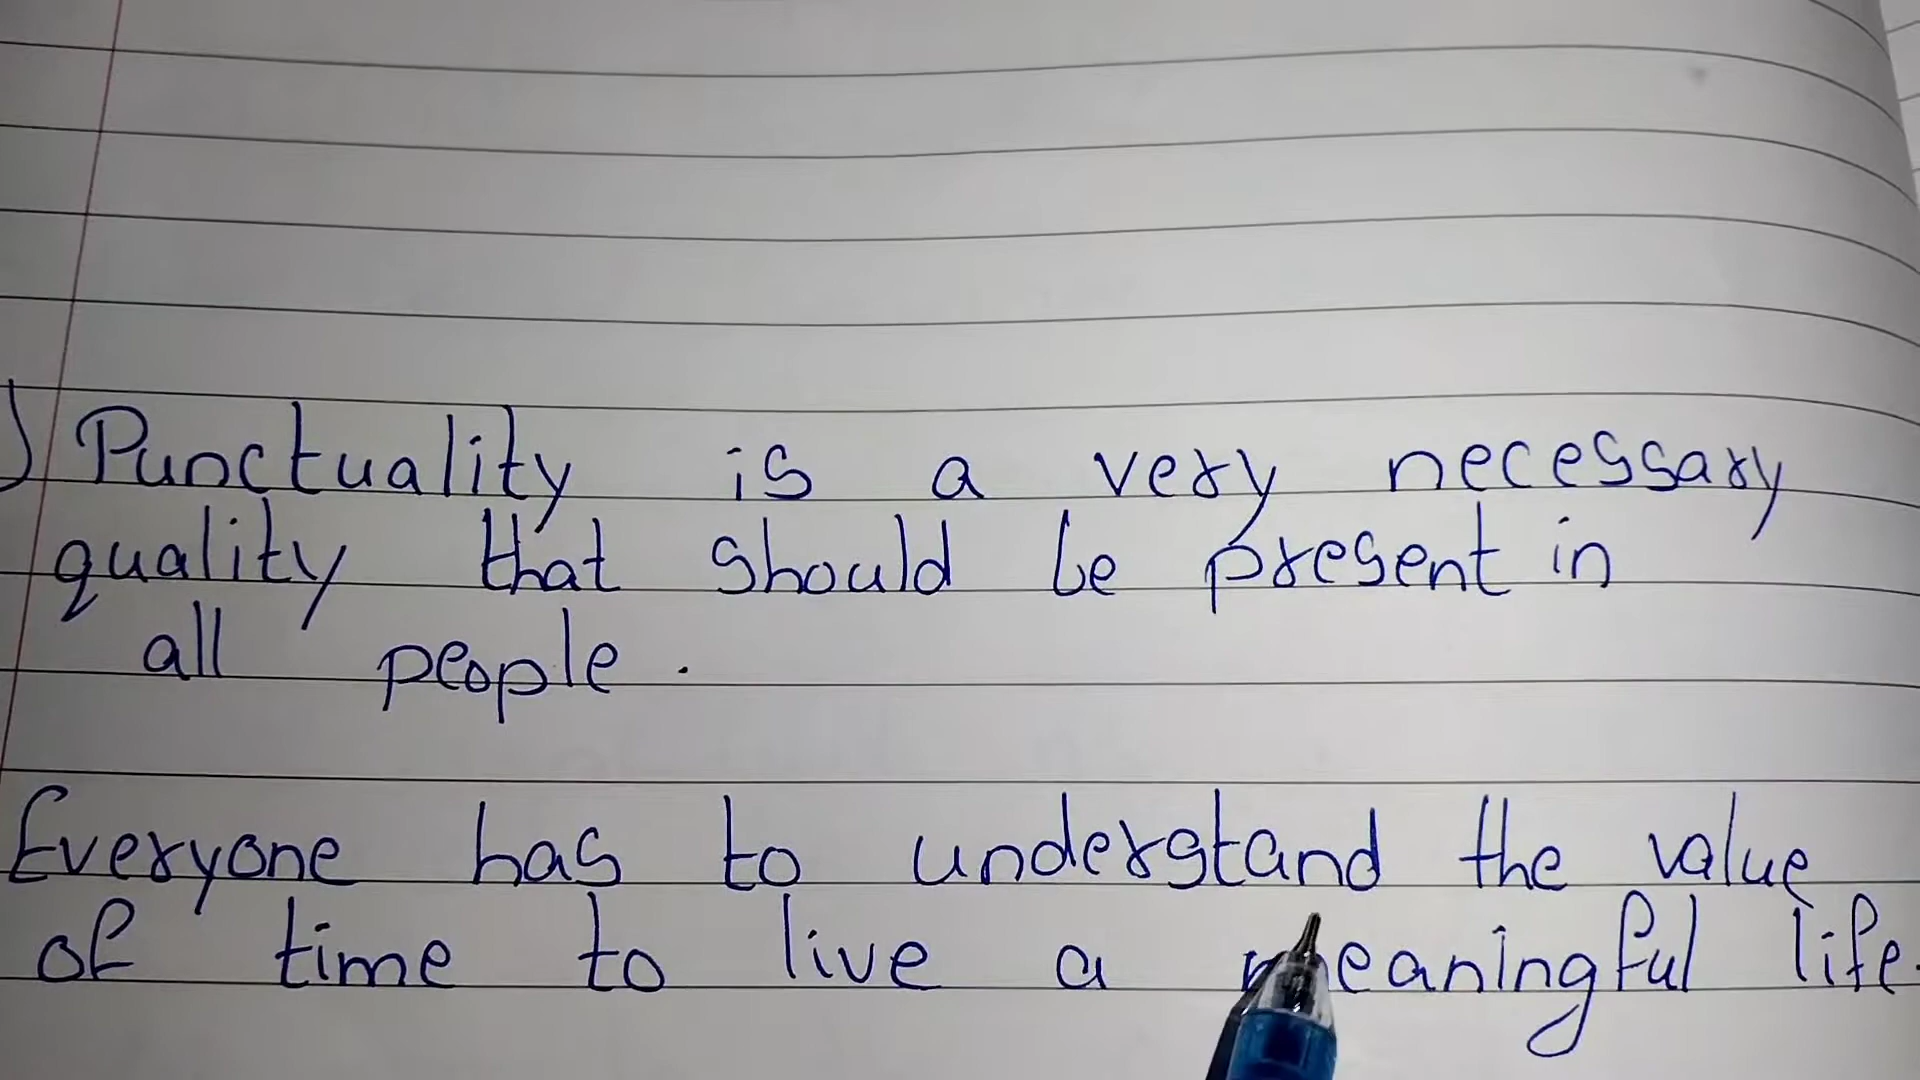 ) Punctuality is a very necessary
quality that should be present in
all people.
Everyone has to understand the value
of time to live a meaningful life.